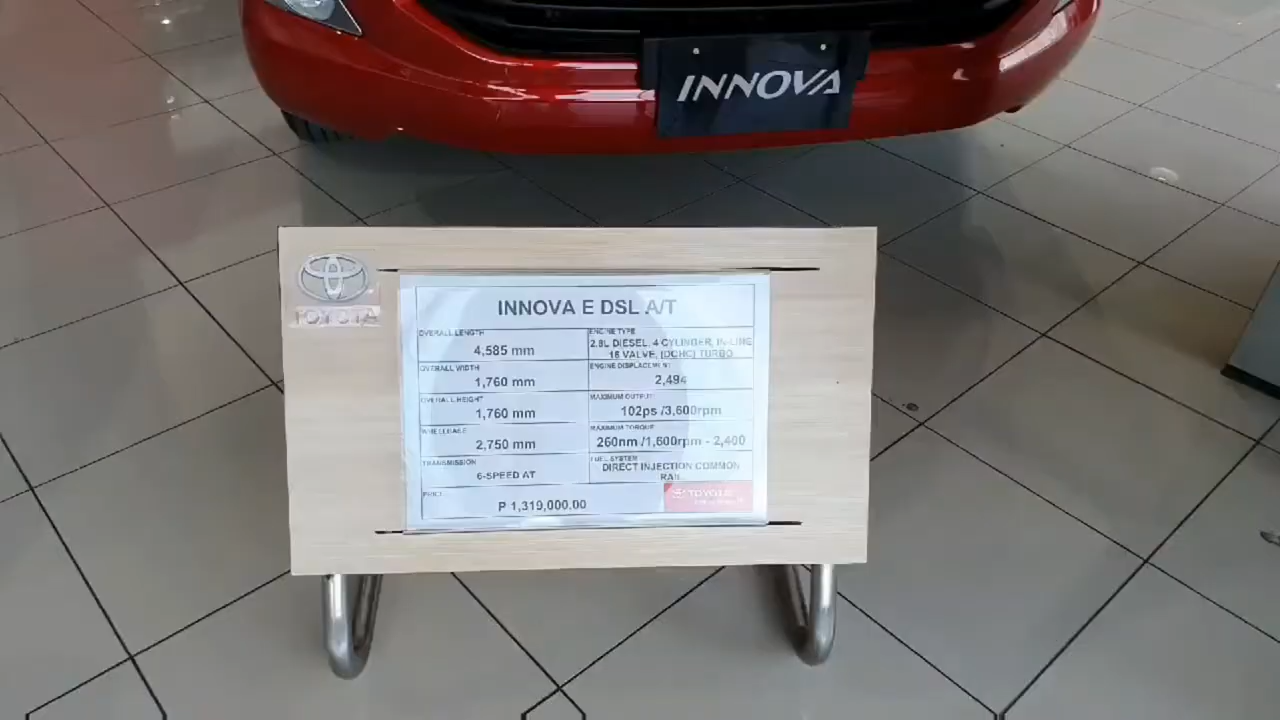 INNOVA
TOYOTA
INNOVA E DSL A/T
OVERALL LENGTH
4,585 mm
ENGINE TYPE
2.8L DIESEL, 4 CYLINDER, IN-LINE
16 VALVE, (DOHC) TURBO
OVERALL WIDTH
1,760 mm
ENGINE DISPLACEMENT
2,494
OVERALL HEIGHT
1,760 mm
MAXIMUM OUTPUT
102ps /3,600rpm
WHEELBASE
2,750 mm
MAXIMUM TORQUE
260nm /1,600rpm - 2,400
TRANSMISSION
6-SPEED AT
FUEL SYSTEM
DIRECT INJECTION COMMON
RAIL
PRICE
P 1,319,000.00
TOYOTA